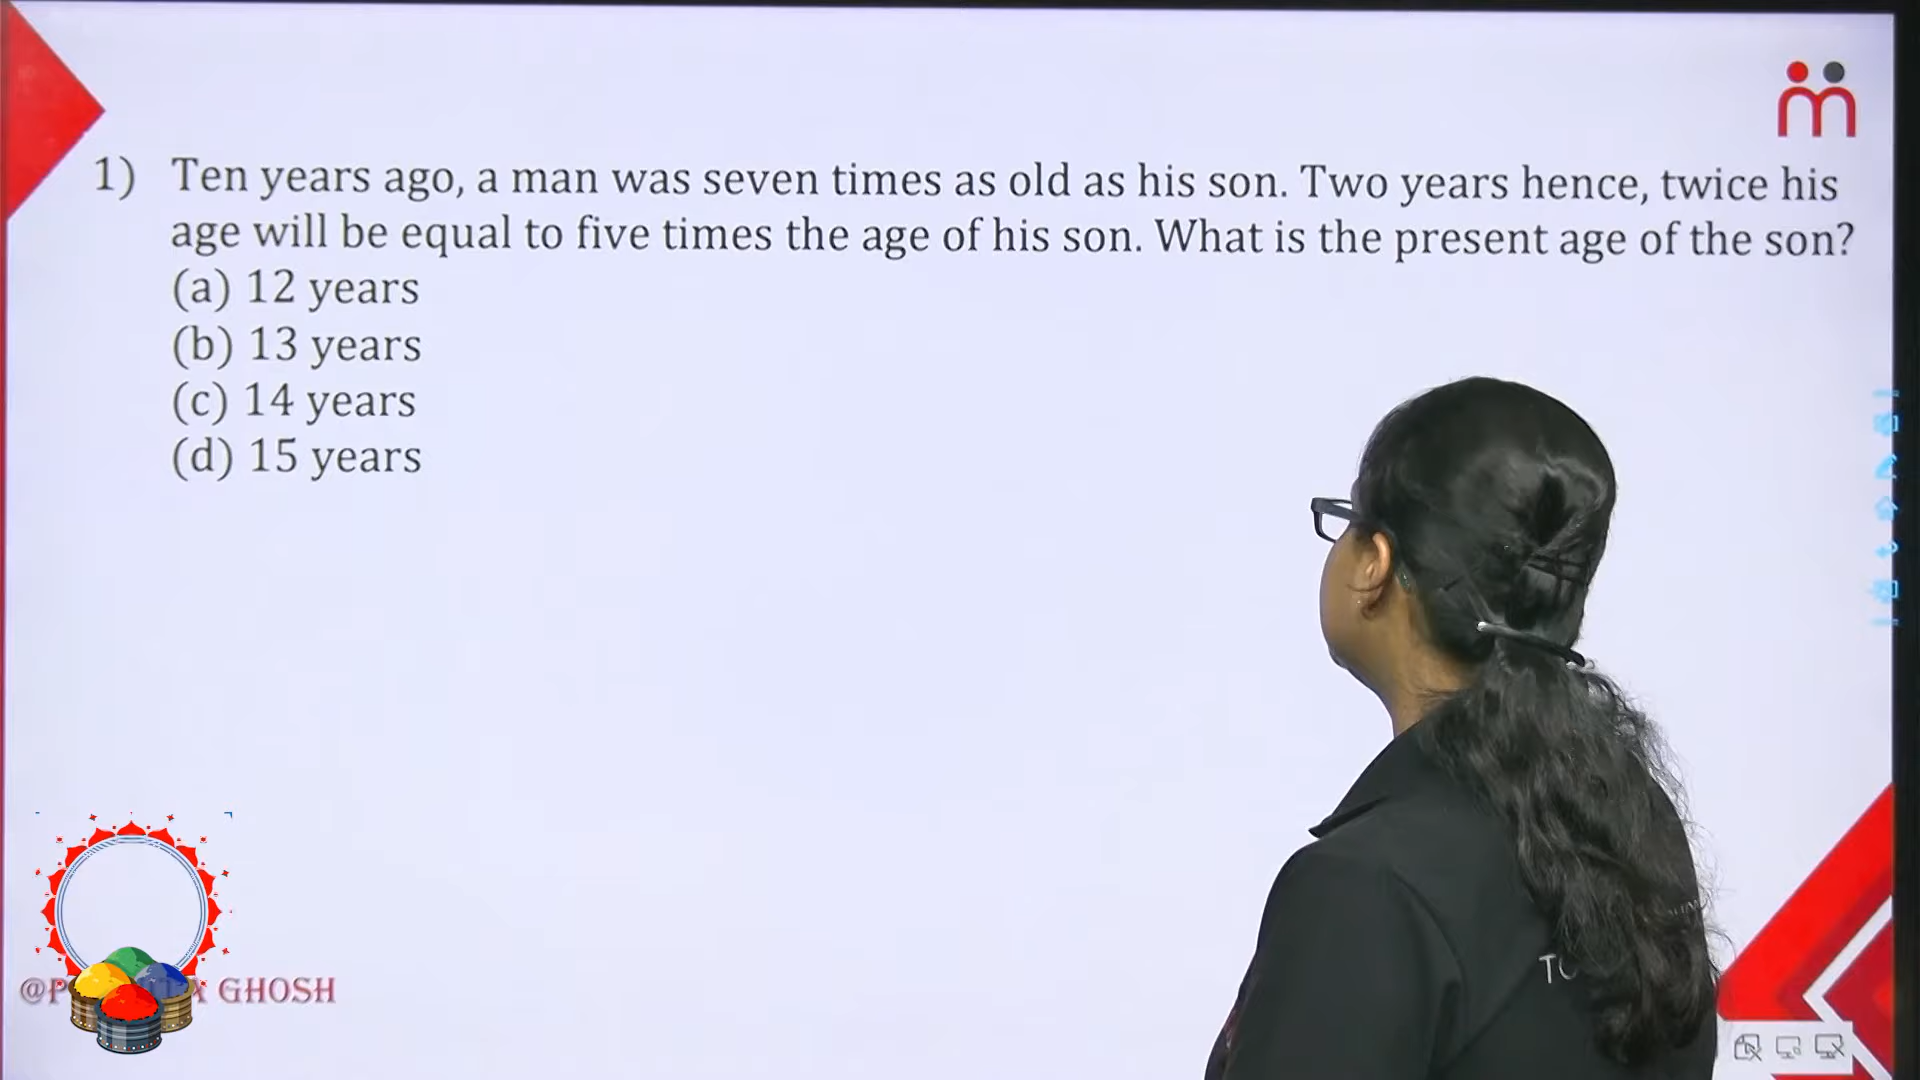 1) Ten years ago, a man was seven times as old as his son. Two years hence, twice his
age will be equal to five times the age of his son. What is the present age of the son?
(a) 12 years
(b) 13 years
(c) 14 years
(d) 15 years
GHOSH